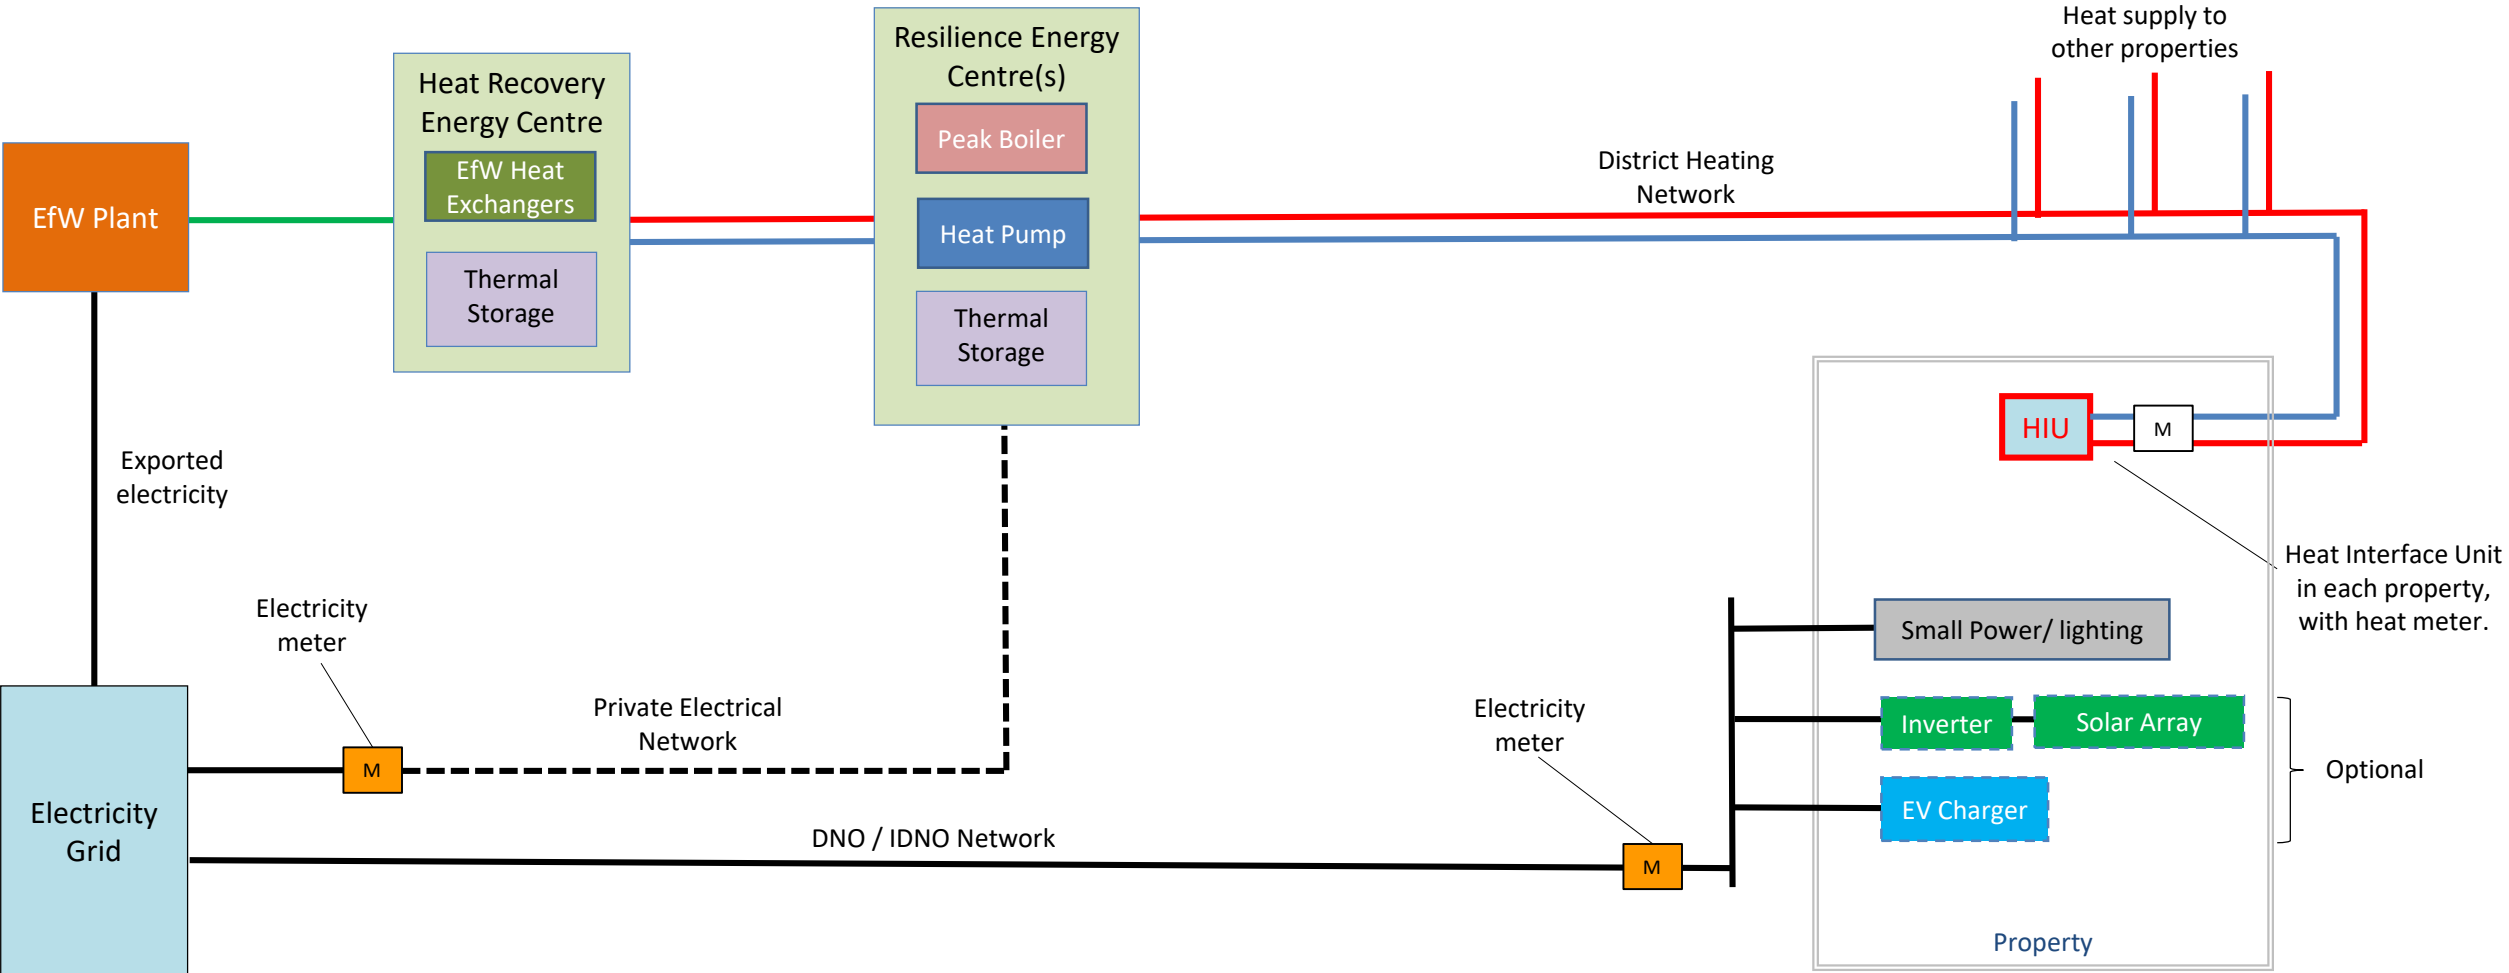 Heat supply to
other properties
Resilience Energy
Centre(s)
Heat Recovery
Energy Centre
Peak Boiler
EfW Heat
Exchangers
District Heating
Network
EfW Plant
Heat Pump
Thermal
Storage
Thermal
Storage
HIU
M
Exported
electricity
Heat Interface Unit
in each property,
with heat meter.
Electricity
meter
Small Power/ lighting
Private Electrical
Network
Electricity
meter
Inverter
Solar Array
M
Optional
Electricity
Grid
EV Charger
DNO / IDNO Network
M
Property